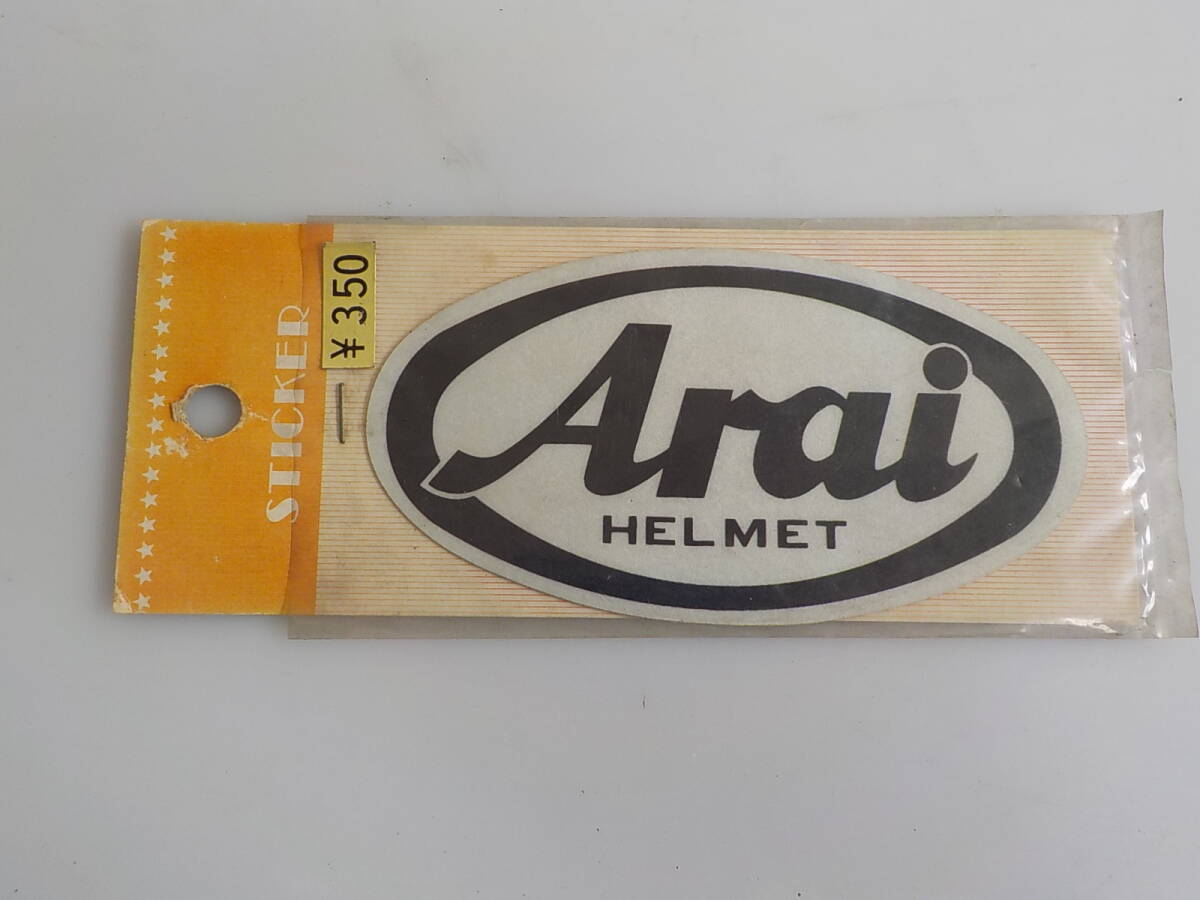 STICKER
¥350
Arai
HELMET